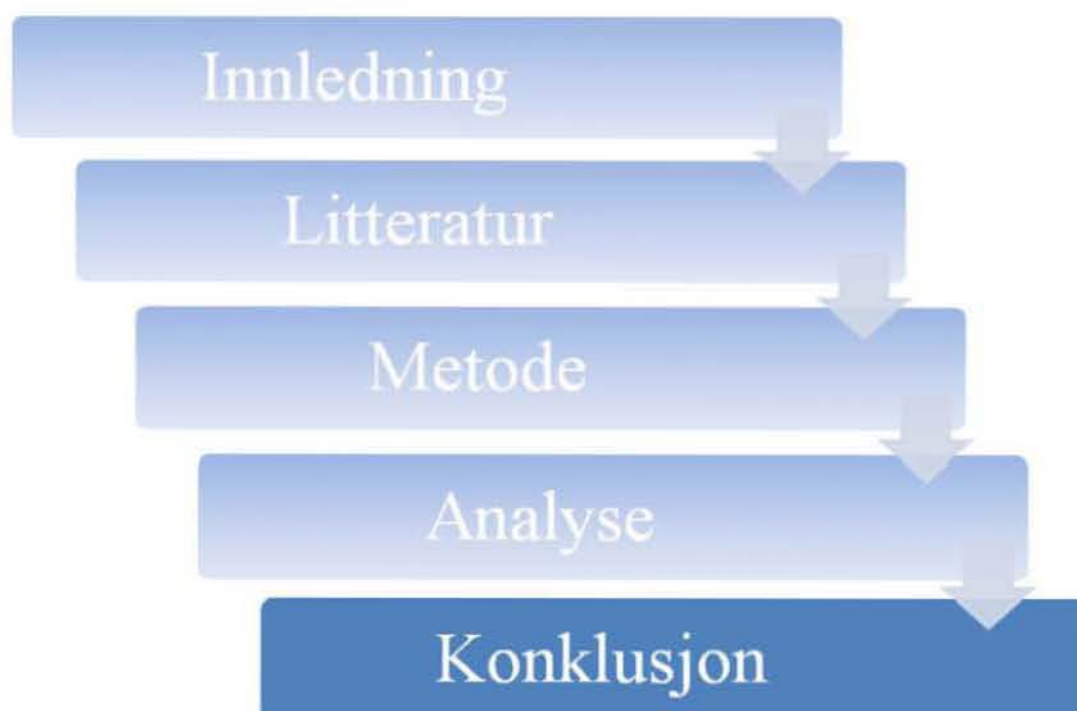 Innledning
Litteratur
Metode
Analyse
Konklusjon